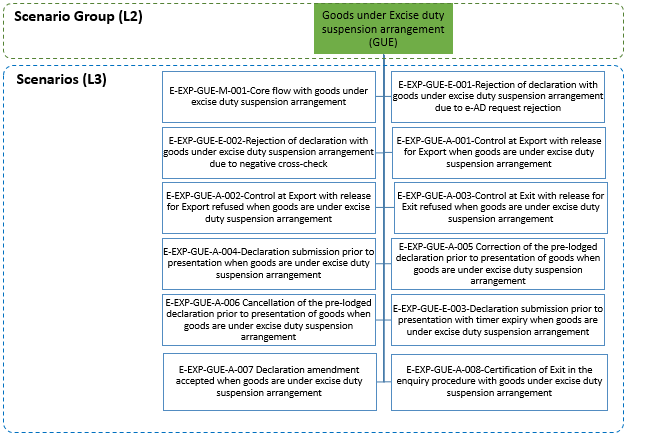 Scenario Group (L2)
Goods under Excise duty
suspension arrangement
(GUE)
Scenarios (L3)
E-EXP-GUE-M-001-Core flow with goods under
excise duty suspension arrangement
E-EXP-GUE-E-001-Rejection of declaration with
goods under excise duty suspension arrangement
due to e-AD request rejection
E-EXP-GUE-E-002-Rejection of declaration with
goods under excise duty suspension arrangement
due to negative cross-check
E-EXP-GUE-A-001-Control at Export with release
for Export when goods are under excise duty
suspension arrangement
E-EXP-GUE-A-002-Control at Export with release
for Export refused when goods are under excise
duty suspension arrangement
E-EXP-GUE-A-003-Control at Exit with release for
Exit refused when goods are under excise duty
suspension arrangement
E-EXP-GUE-A-004-Declaration submission prior to
presentation when goods are under excise duty
suspension arrangement
E-EXP-GUE-A-005 Correction of the pre-lodged
declaration prior to presentation of goods when
goods are under excise duty suspension
arrangement
E-EXP-GUE-A-006 Cancellation of the pre-lodged
declaration prior to presentation of goods when
goods are under excise duty suspension
arrangement
E-EXP-GUE-E-003-Declaration submission prior to
presentation with timer expiry when goods are
under excise duty suspension arrangement
E-EXP-GUE-A-007 Declaration amendment
accepted when goods are under excise duty
suspension arrangement
E-EXP-GUE-A-008-Certification of Exit in the
enquiry procedure with goods under excise duty
suspension arrangement